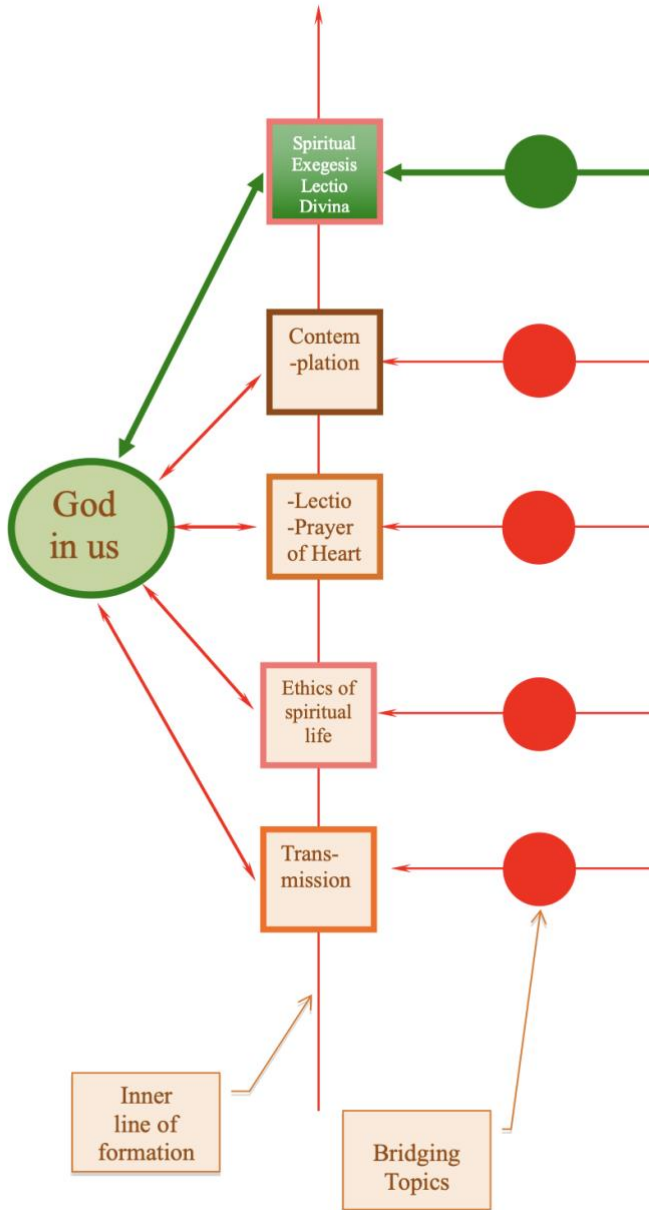 Spiritual
Exegesis
Lectio
Divina
Contem
-plation
God
in us
-Lectio
-Prayer
of Heart
Ethics of
spiritual
life
Trans-
mission
Inner
line of
formation
Bridging
Topics